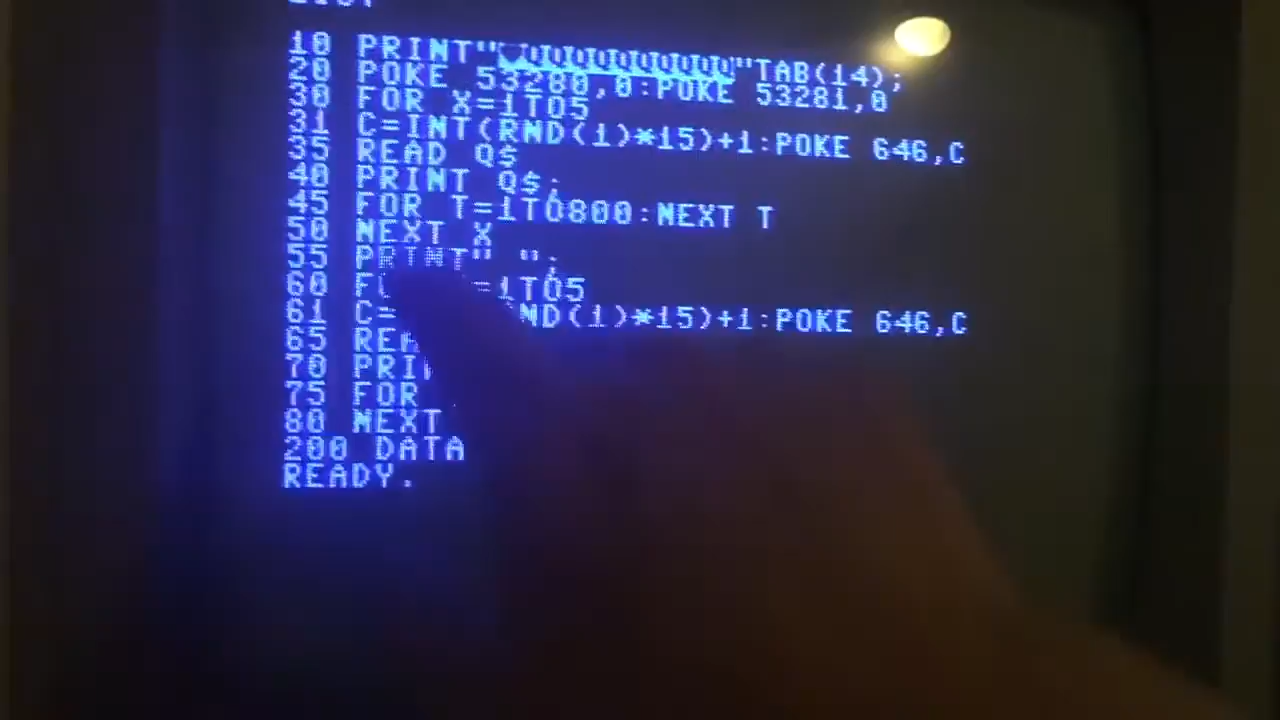 LIST
10 PRINT" "TAB(14);
20 POKE 53280,0:POKE 53281,0
30 FOR X=1TO5
31 C=INT(RND(1)*15)+1:POKE 646,C
35 READ Q$
40 PRINT Q$;
45 FOR T=1TO800:NEXT T
50 NEXT X
55 PRINT" ";
60 =1TO5
61 C= ND(1)*15)+1:POKE 646,C
65
70
75 FOR
80 NEXT
200 DATA
READY.